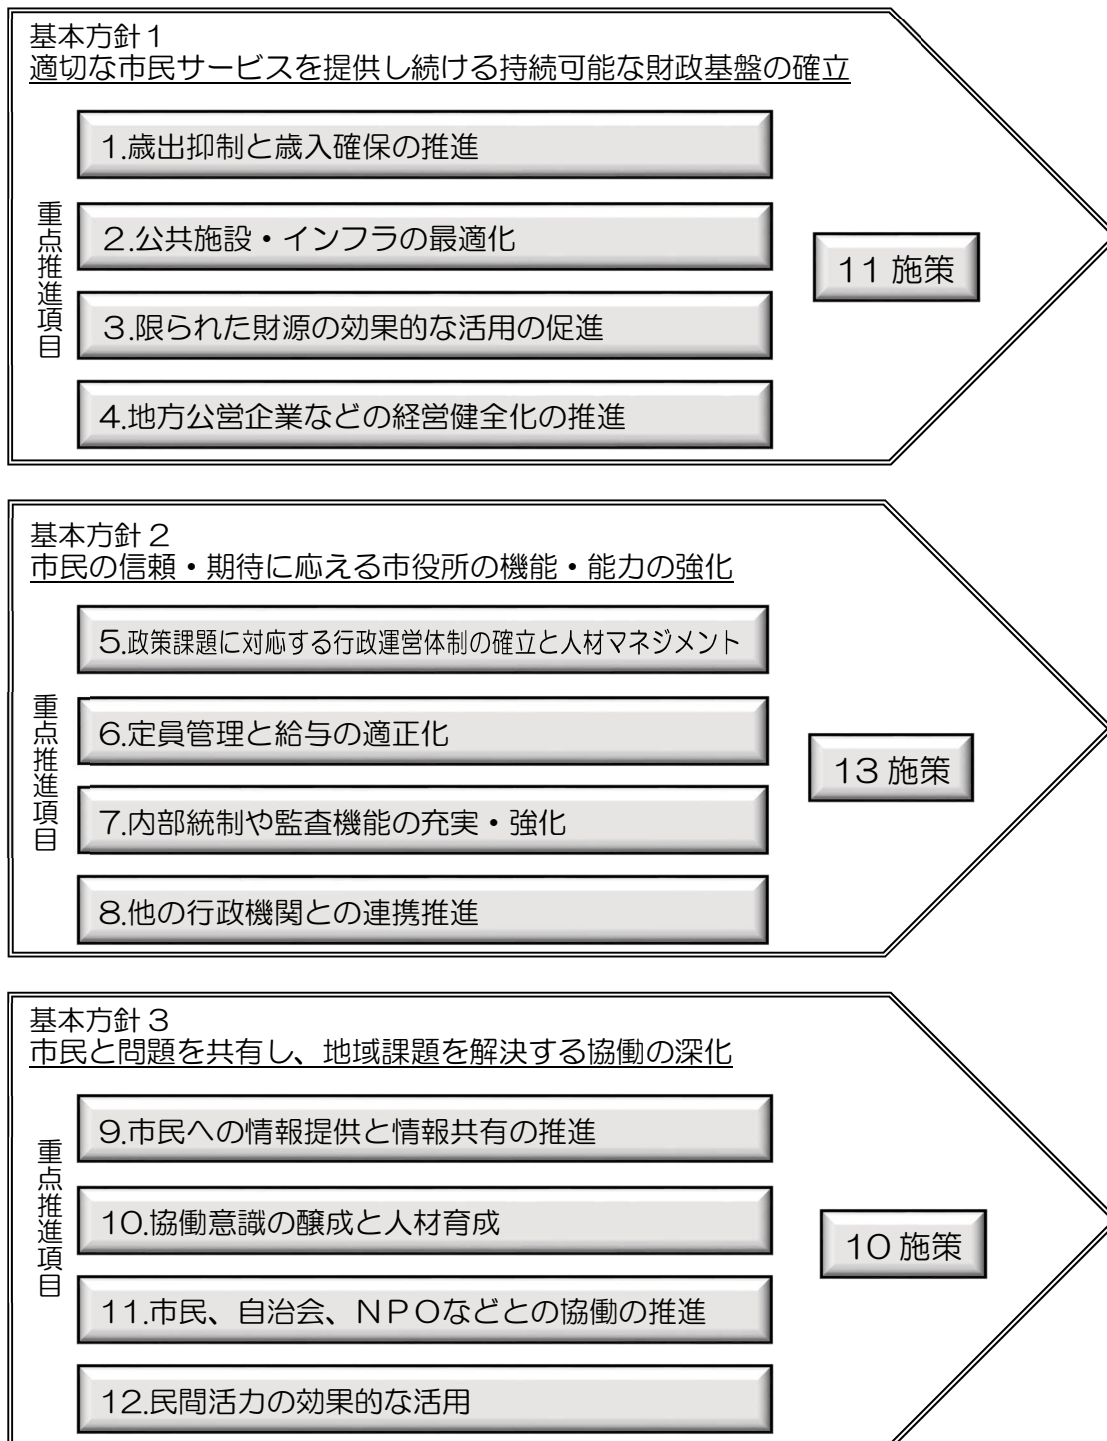 基本方針１
適切な市民サービスを提供し続ける持続可能な財政基盤の確立
重点推進項目
1.歳出抑制と歳入確保の推進
２.公共施設・インフラの最適化
３.限られた財源の効果的な活用の促進
4.地方公営企業などの経営健全化の推進
11 施策
基本方針２
市民の信頼・期待に応える市役所の機能・能力の強化
重点推進項目
5.政策課題に対応する行政運営体制の確立と人材マネジメント
6.定員管理と給与の適正化
7.内部統制や監査機能の充実・強化
8.他の行政機関との連携推進
13 施策
基本方針３
市民と問題を共有し、地域課題を解決する協働の深化
重点推進項目
9.市民への情報提供と情報共有の推進
10.協働意識の醸成と人材育成
11.市民、自治会、ＮＰＯなどとの協働の推進
12.民間活力の効果的な活用
10 施策